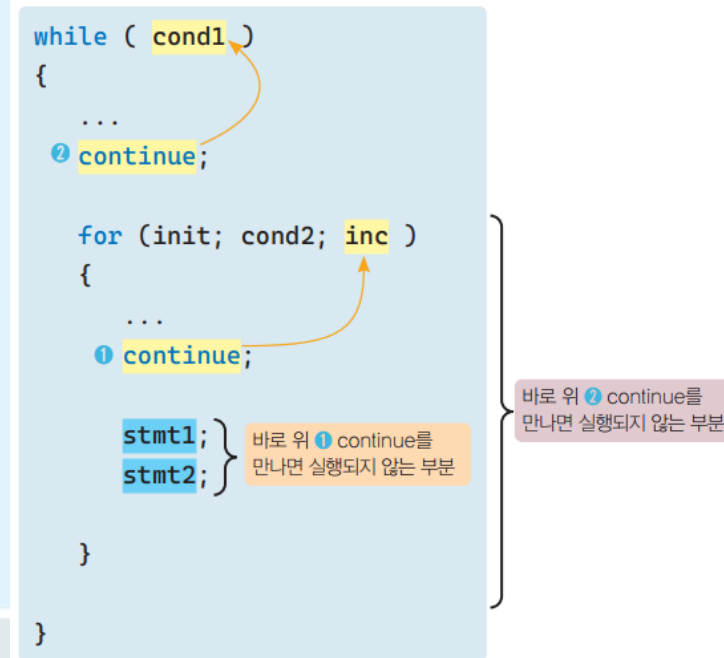 while ( cond1 )
{
...
❷ continue;
for (init; cond2; inc )
{
...
❶ continue;
stmt1;
stmt2;
바로 위 ❶ continue를
만나면 실행되지 않는 부분
}
}
바로 위 ❷ continue를
만나면 실행되지 않는 부분